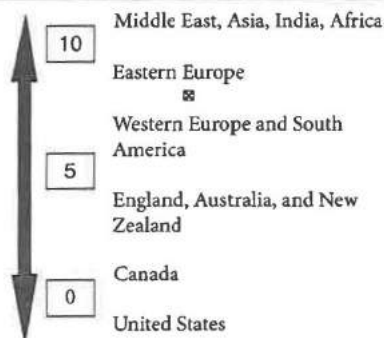 Middle East, Asia, India, Africa
10
Eastern Europe
Western Europe and South
America
5
England, Australia, and New
Zealand
Canada
0
United States